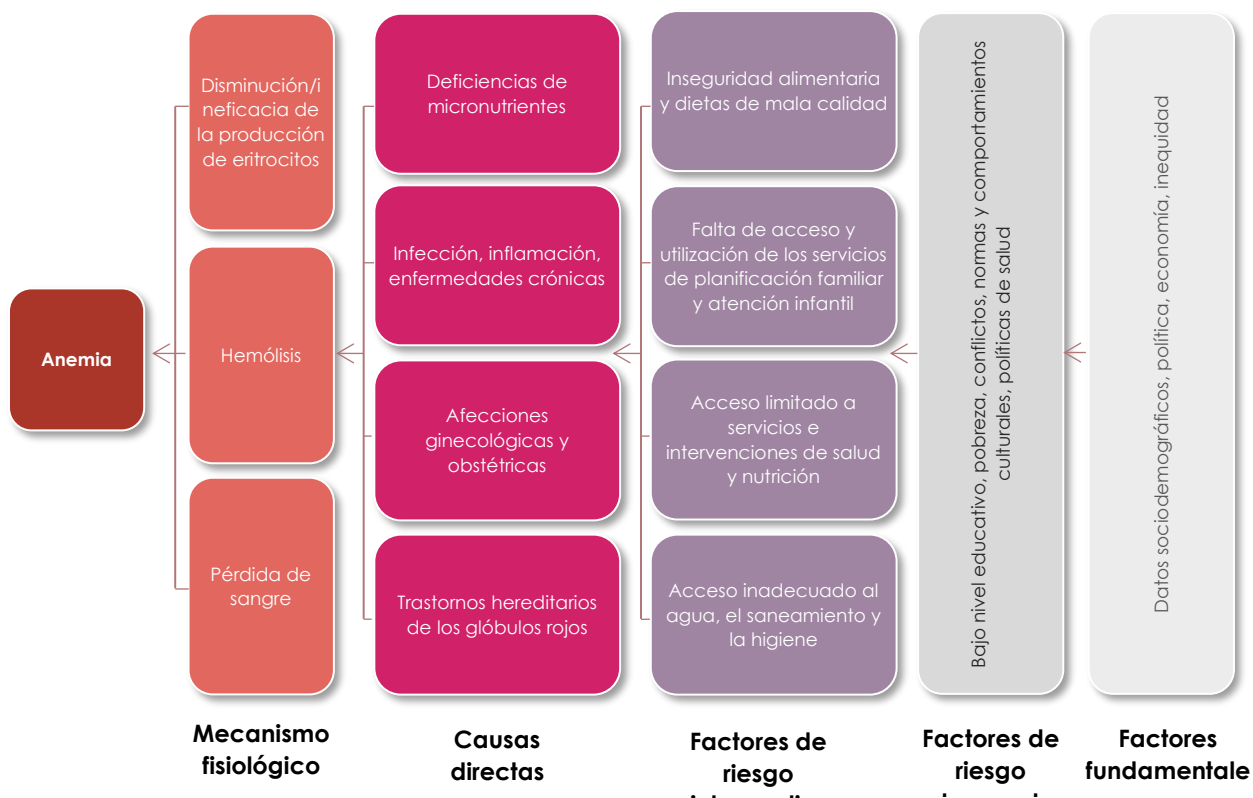 Anemia
Disminución/i
neficacia de
la producción
de eritrocitos
Hemólisis
Pérdida de
sangre
Mecanismo
fisiológico
Deficiencias de
micronutrientes
Infección, inflamación,
enfermedades crónicas
Afecciones
ginecológicas y
obstétricas
Trastornos hereditarios
de los glóbulos rojos
Causas
directas
Inseguridad alimentaria
y dietas de mala calidad
Falta de acceso y
utilización de los servicios
de planificación familiar
y atención infantil
Acceso limitado a
servicios e
intervenciones de salud
y nutrición
Acceso inadecuado al
agua, el saneamiento y
la higiene
Factores de
riesgo
Bajo nivel educativo, pobreza, conflictos, normas y comportamientos
culturales, políticas de salud
Factores de
riesgo
Datos sociodemográficos, política, economía, inequidad
Factores
fundamentale